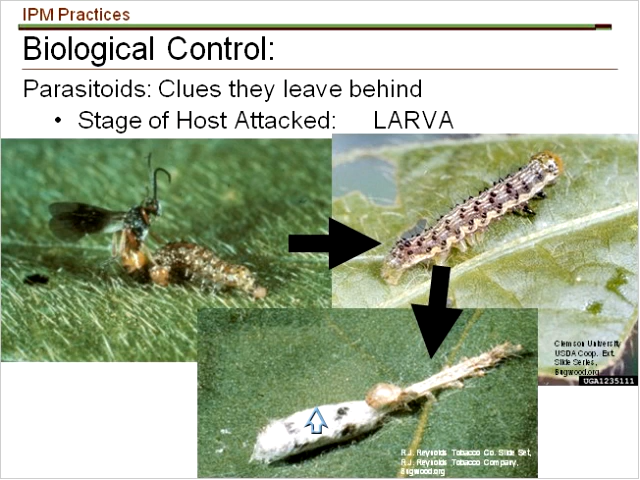 IPM Practices
Biological Control:
Parasitoids: Clues they leave behind
• Stage of Host Attacked: LARVA
Clemson University
USDA Coop. Ext.
Slide Series,
Bugwood.org
UGA1235111
R.J. Reynolds Tobacco Co. Slide Set,
R.J. Reynolds Tobacco Company,
Bugwood.org